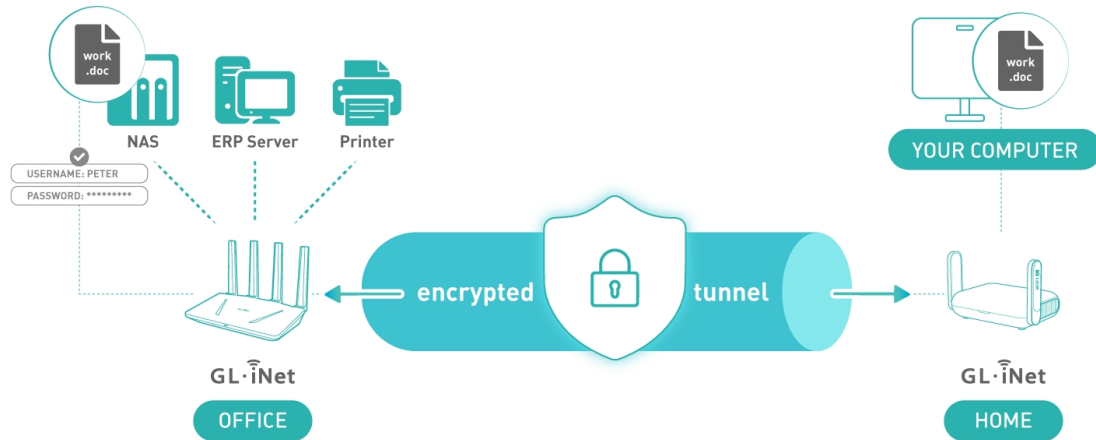 work
.doc
NAS
ERP Server
Printer
USERNAME: PETER
PASSWORD: *********
work
.doc
YOUR COMPUTER
encrypted
tunnel
GL·iNet
OFFICE
GL·iNet
HOME